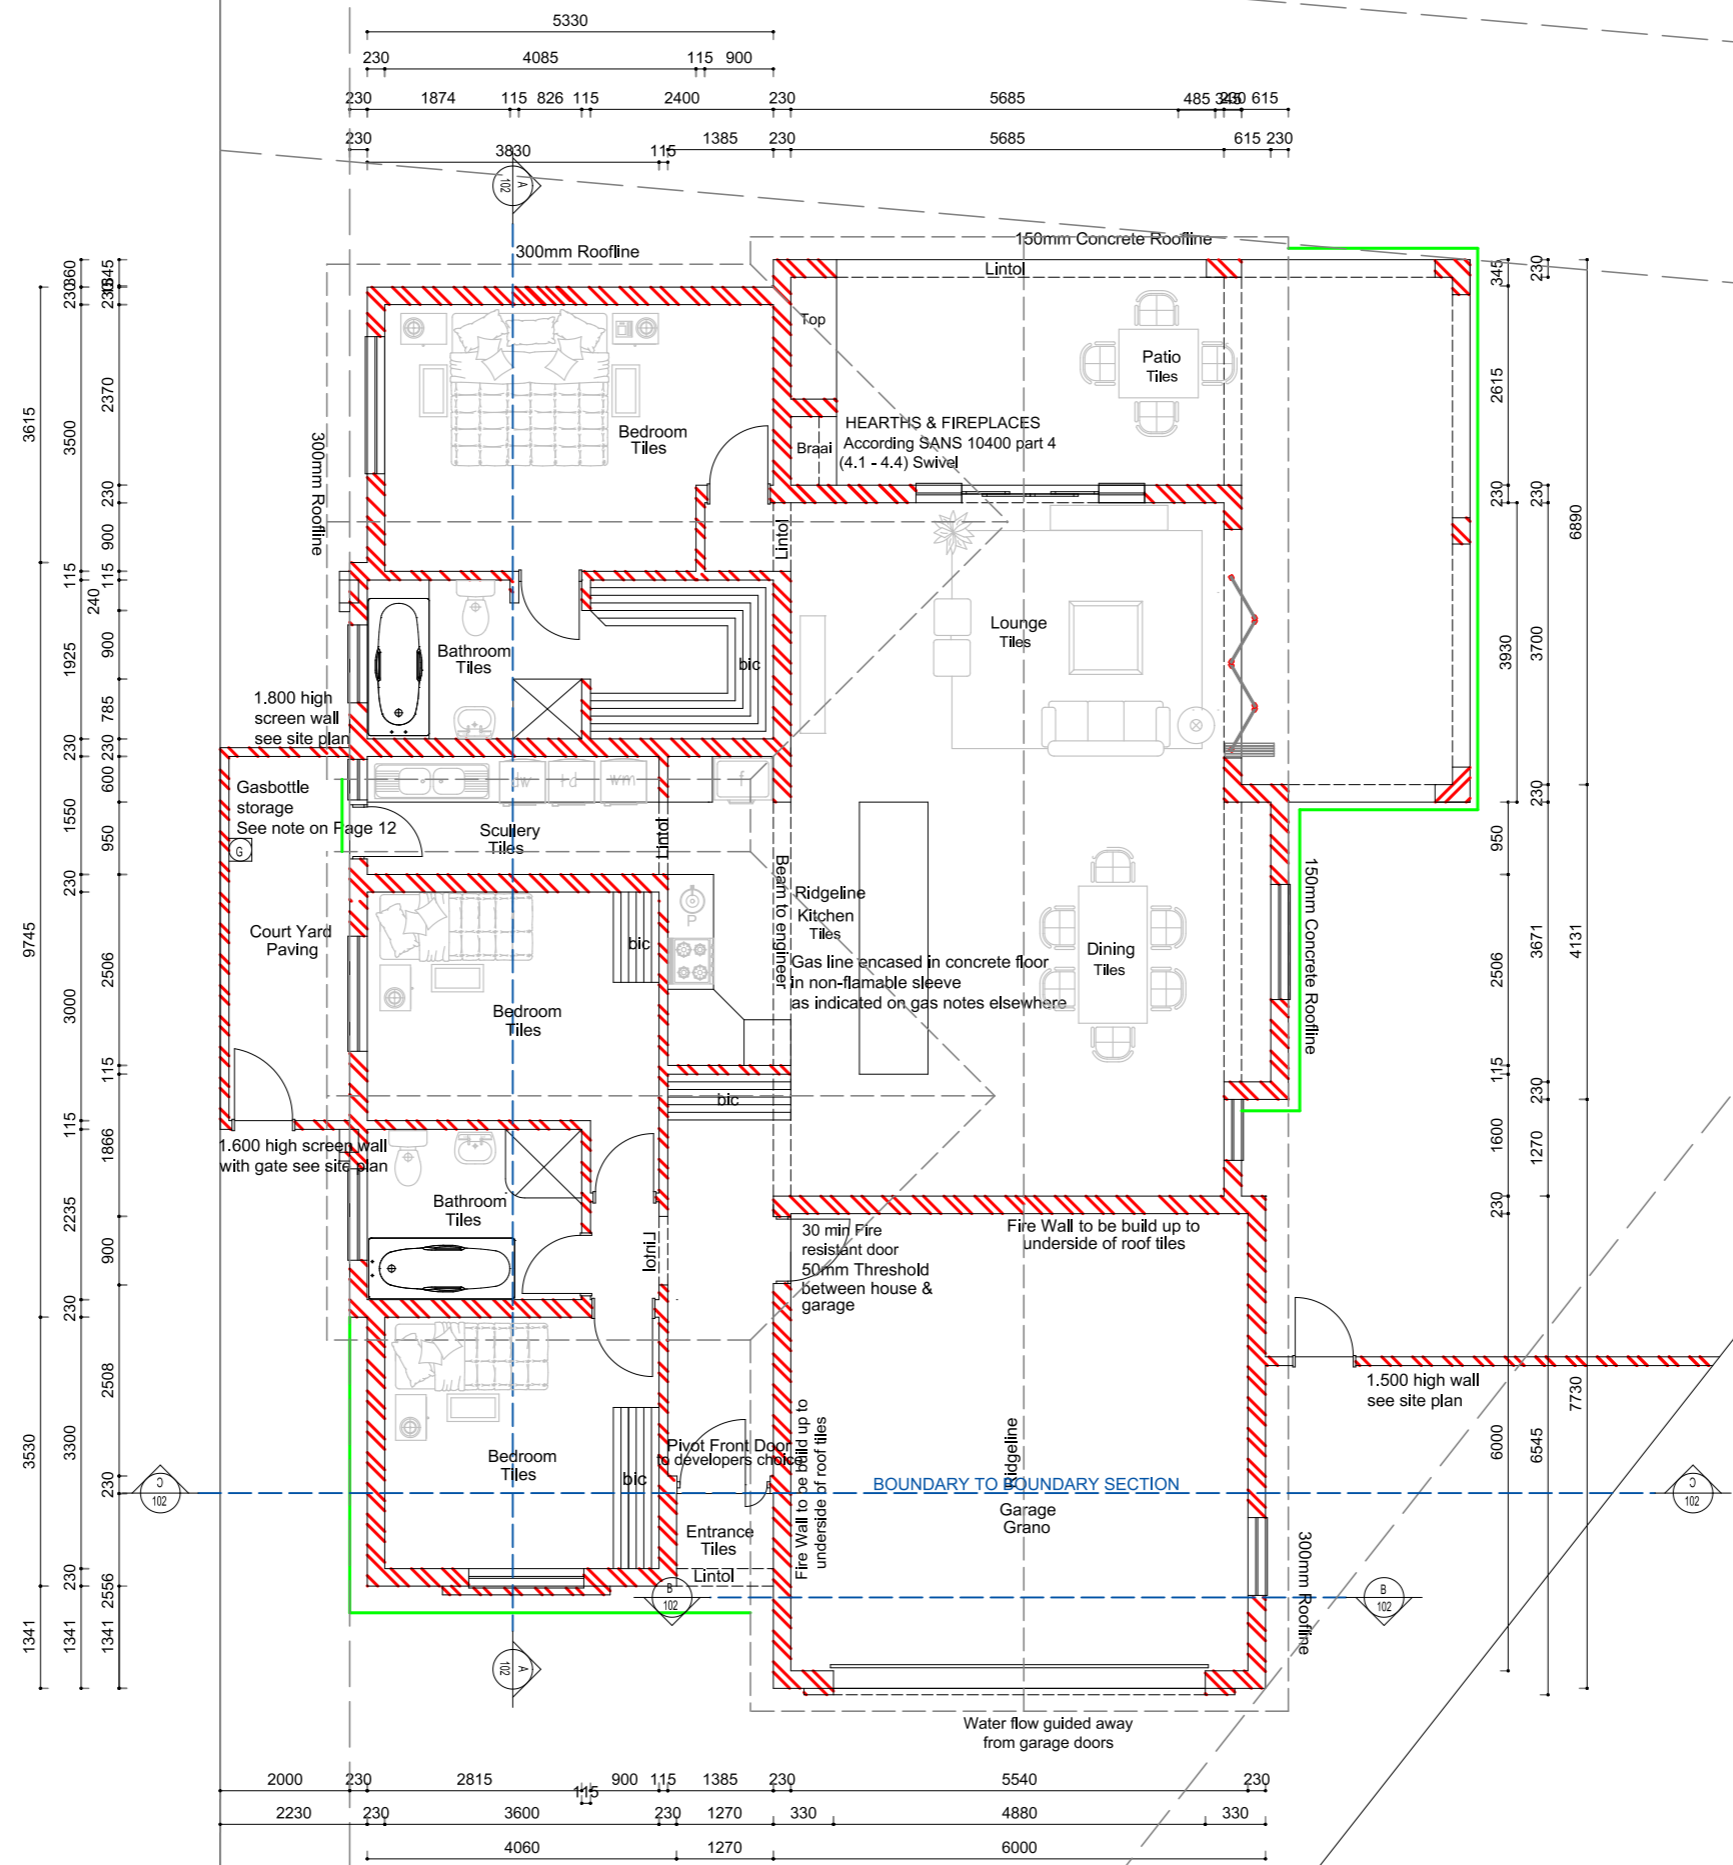 5330
230 4085 115 900
230 1874 115 826 115 2400 230 5685 485 345 230 615
230 3830 115 1385 230 5685 615 230
A
102
300mm Roofline
150mm Concrete Roofline
Lintol
Top
Patio
Tiles
HEARTHS & FIREPLACES
According SANS 10400 part 4
(4.1 - 4.4) Swivel
Braai
Bedroom
Tiles
300mm Roofline
Lintol
Bathroom
Tiles
bic
Lounge
Tiles
1.800 high
screen wall
see site plan
Gasbottle
storage
See note on Page 12
G
dw
td
wm
f
Scullery
Tiles
Lintol
Beam to engineer
Ridgeline
Kitchen
Tiles
P
Gas line encased in concrete floor
in non-flamable sleeve
as indicated on gas notes elsewhere
Dining
Tiles
150mm Concrete Roofline
Court Yard
Paving
bic
Bedroom
Tiles
bic
1.600 high screen wall
with gate see site plan
Bathroom
Tiles
Lintol
30 min Fire
resistant door
50mm Threshold
between house &
garage
Fire Wall to be build up to
underside of roof tiles
1.500 high wall
see site plan
Pivot Front Door
to developers choice
Fire Wall to be build up to
underside of roof tiles
Bedroom
Tiles
bic
Ridgeline
BOUNDARY TO BOUNDARY SECTION
Garage
Grano
Entrance
Tiles
Lintol
300mm Roofline
C
102
C
102
B
102
B
102
A
102
Water flow guided away
from garage doors
3615
9745
3530
1341
230
3500
115
1925
230
1550
230
3000
115
2235
230
3300
230
1341
2370
230
900
115
240
900
785
230
600
950
2506
115
1866
900
2508
230
2556
1341
345
2615
230
3930
950
2506
115
1600
230
6000
230
230
3700
230
3671
230
1270
6545
6890
4131
7730
2000 230 2815 115 900 115 1385 230 5540 230
2230 230 3600 230 1270 330 4880 330
4060 1270 6000